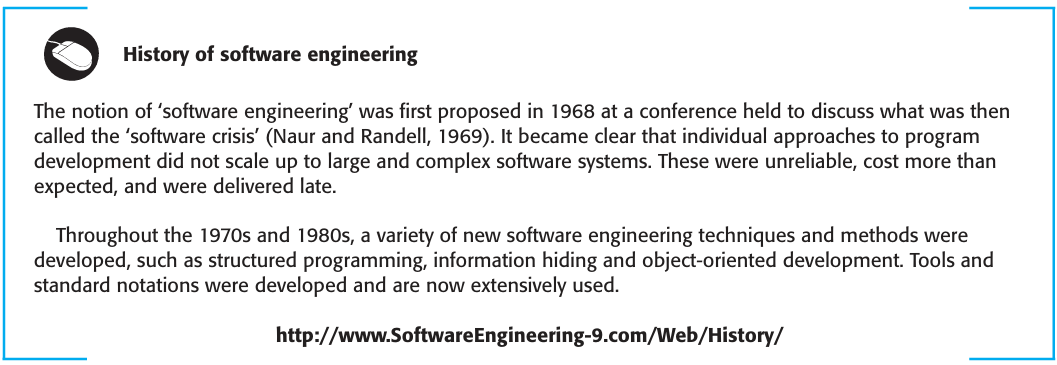 History of software engineering
The notion of ‘software engineering’ was first proposed in 1968 at a conference held to discuss what was then
called the ‘software crisis’ (Naur and Randell, 1969). It became clear that individual approaches to program
development did not scale up to large and complex software systems. These were unreliable, cost more than
expected, and were delivered late.
Throughout the 1970s and 1980s, a variety of new software engineering techniques and methods were
developed, such as structured programming, information hiding and object-oriented development. Tools and
standard notations were developed and are now extensively used.
http://www.SoftwareEngineering-9.com/Web/History/